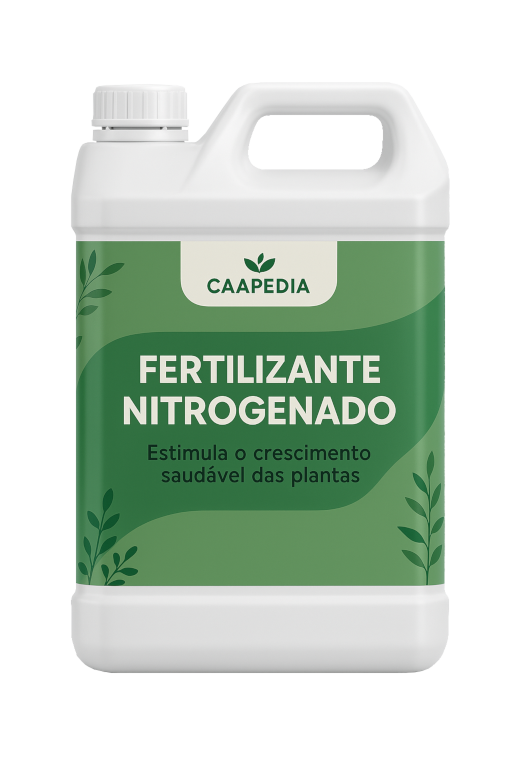 CAAPEDIA
FERTILIZANTE
NITROGENADO
Estimula o crescimento
saudável das plantas